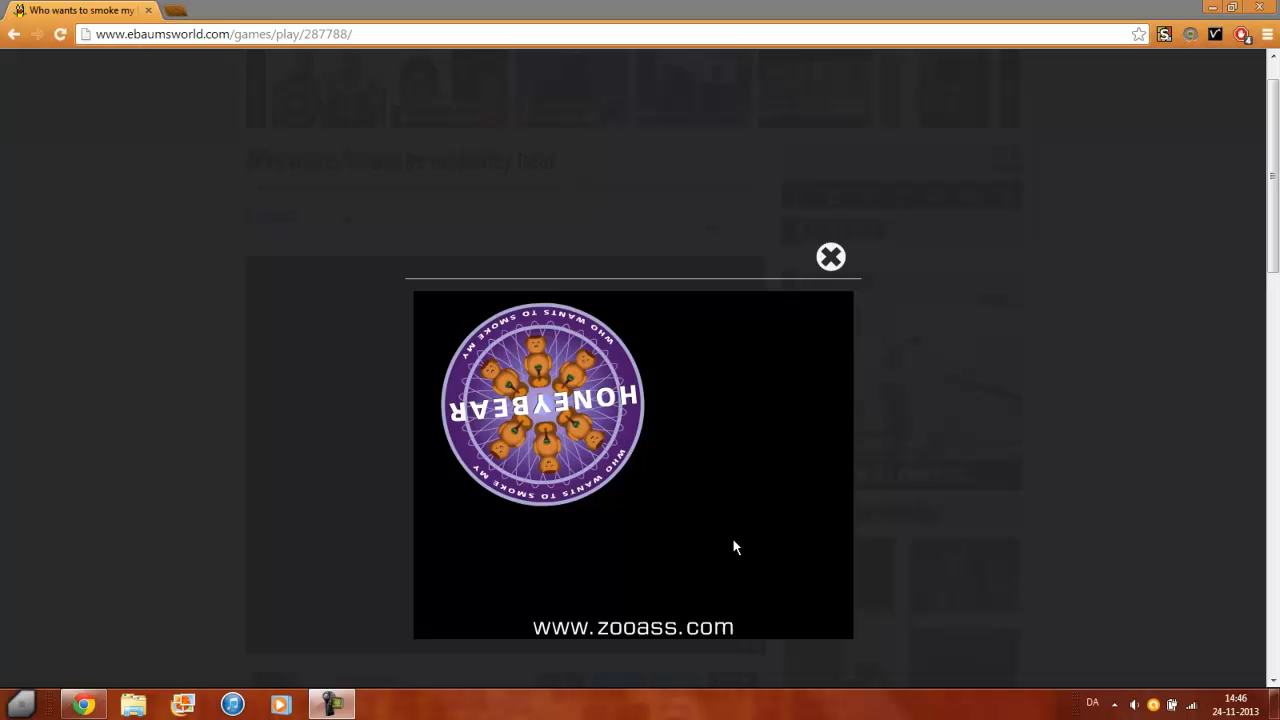 Who wants to smoke my
www.ebaumsworld.com/games/play/287788/
WHO WANTS TO SMOKE MY
HONEYBEAR
WHO WANTS TO SMOKE MY
www.zooass.com
DA
14:46
24-11-2013